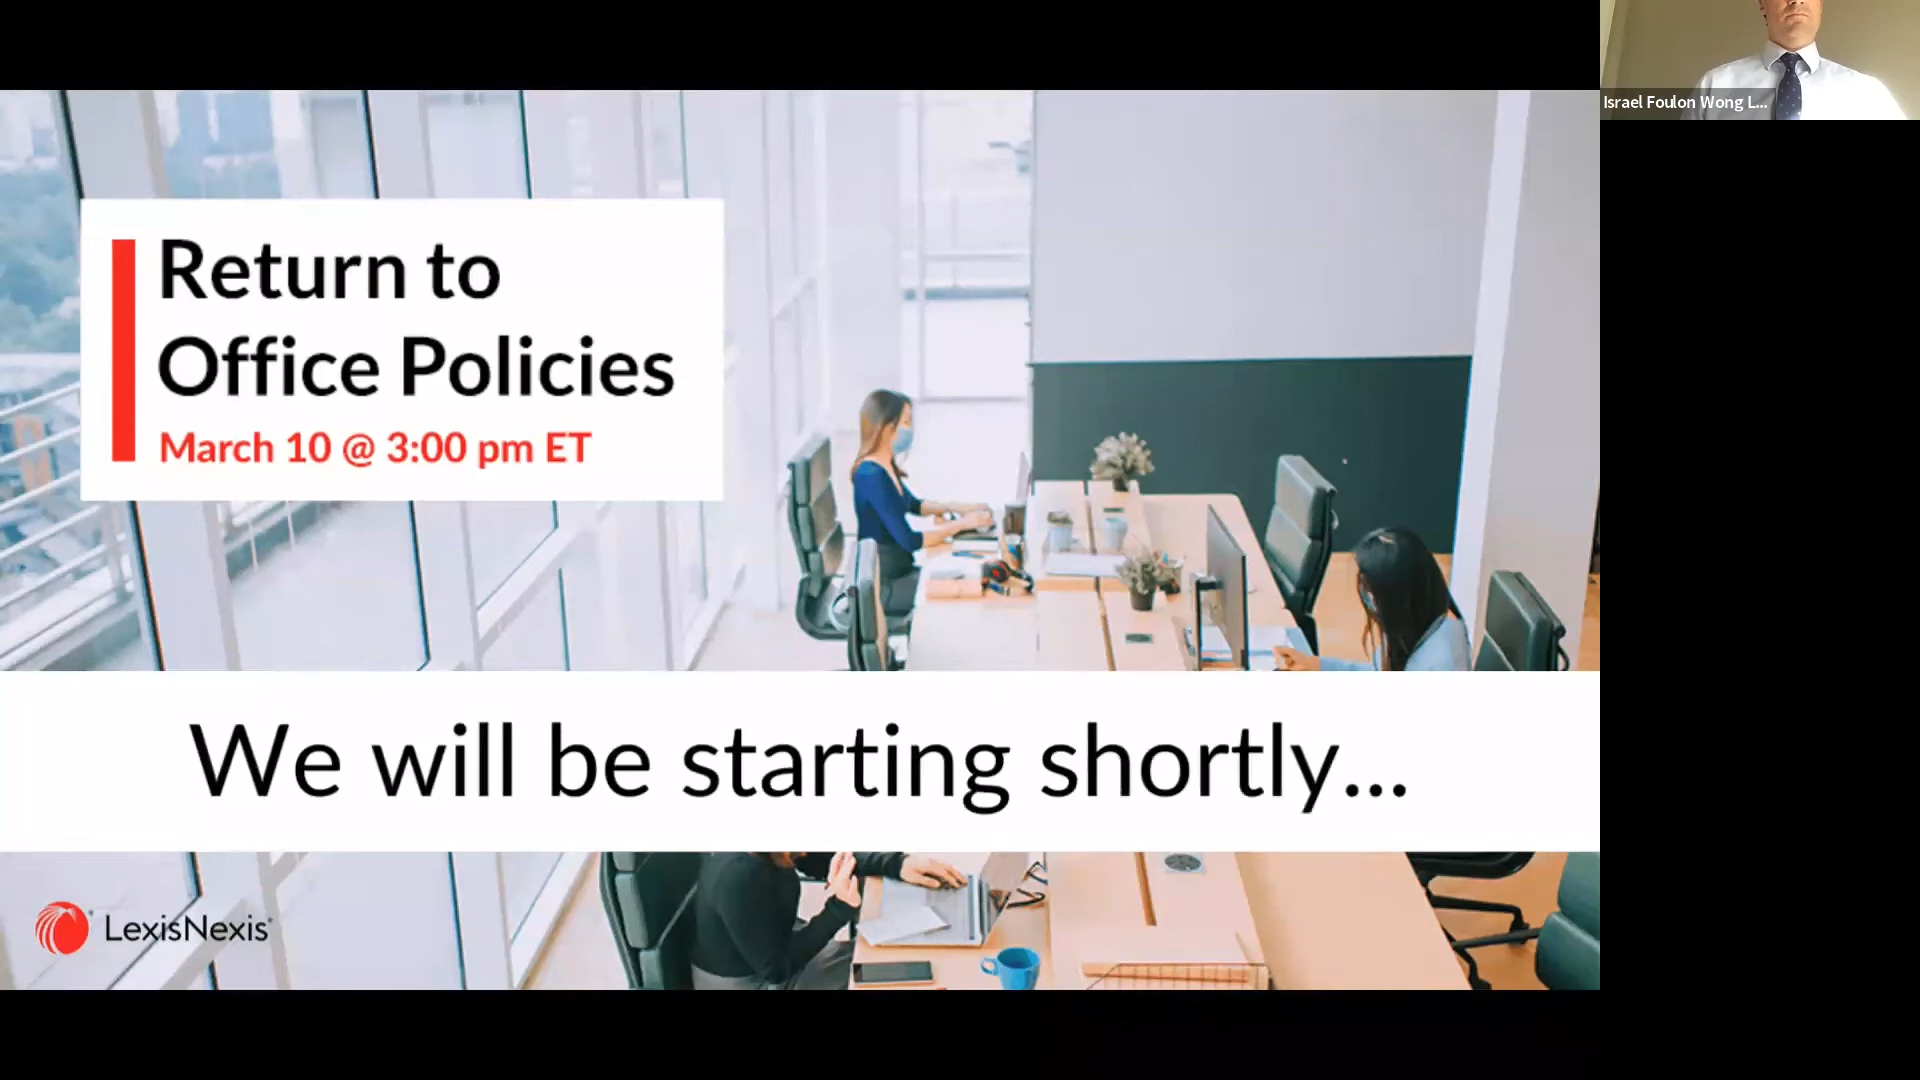 Israel Foulon Wong L...
Return to
Office Policies
March 10 @ 3:00 pm ET
We will be starting shortly...
LexisNexis®